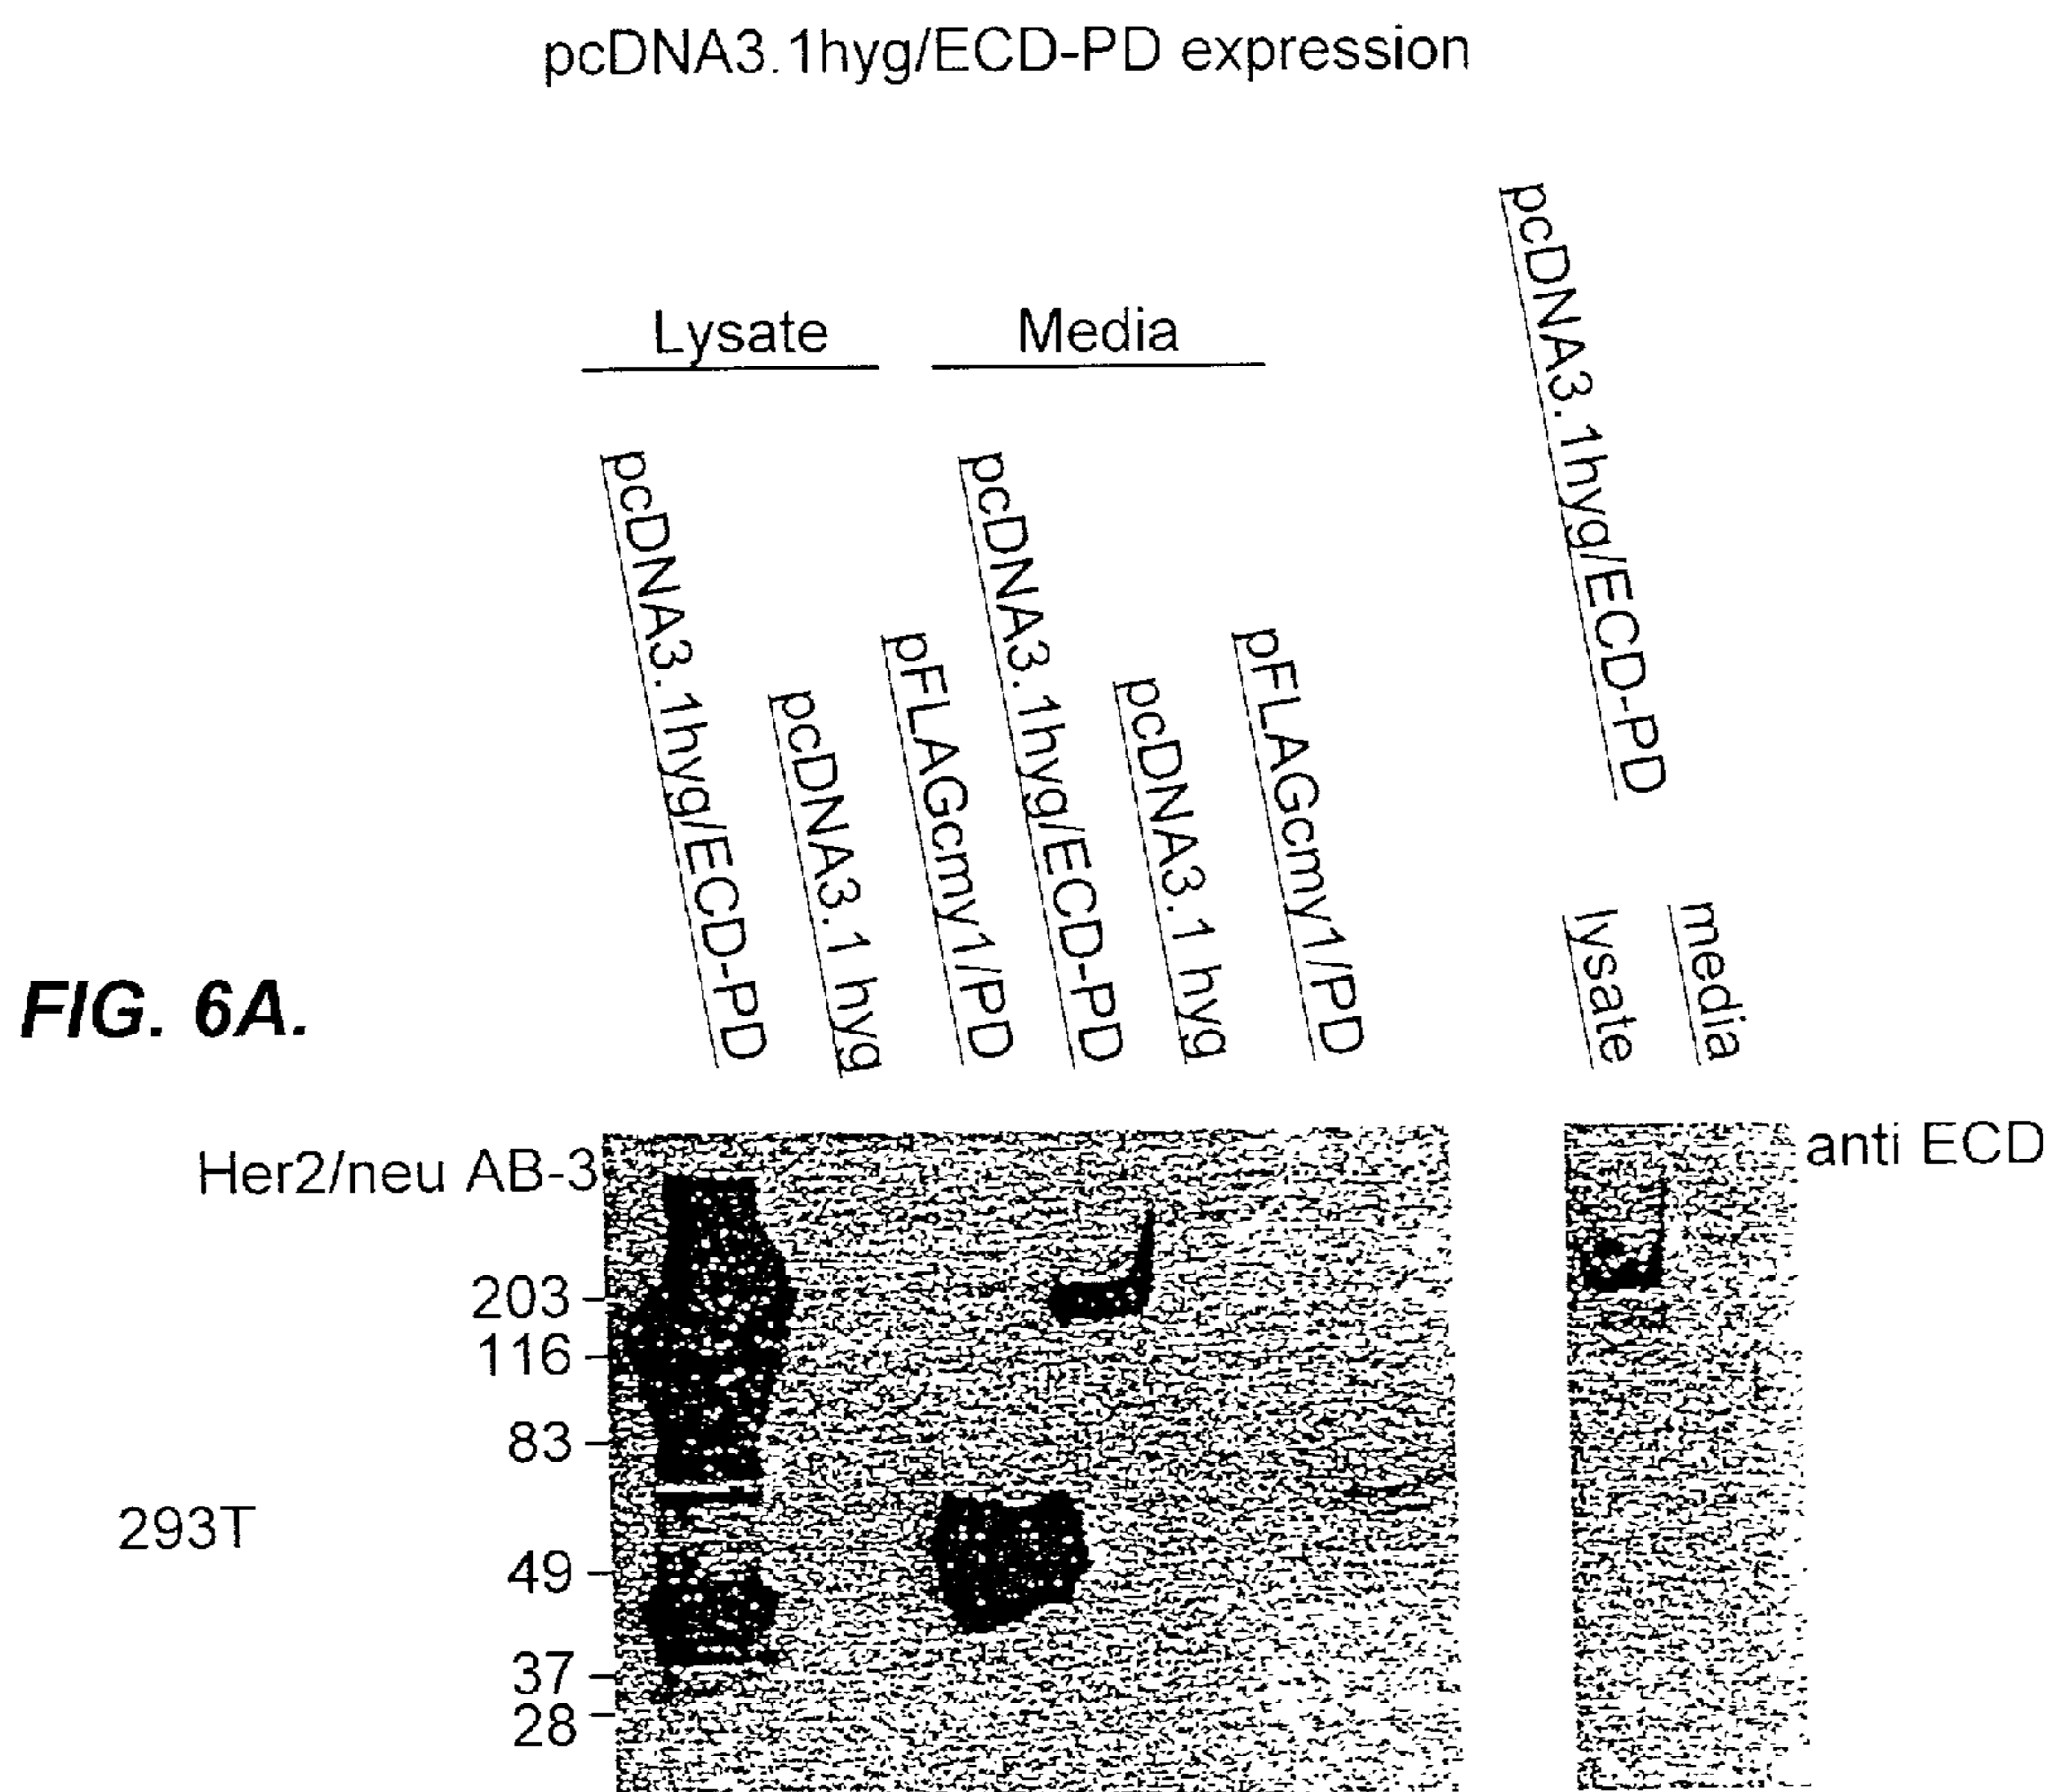 pcDNA3.1hyg/ECD-PD expression
Lysate
Media
pcDNA3.1hyg/ECD-PD
pcDNA3.1 hyg
pFLAGcmy1/PD
pcDNA3.1hyg/ECD-PD
pcDNA3.1 hyg
pFLAGcmy1/PD
pcDNA3.1hyg/ECD-PD
lysate
media
FIG. 6A.
Her2/neu AB-3
anti ECD
203
116
83
293T
49
37
28